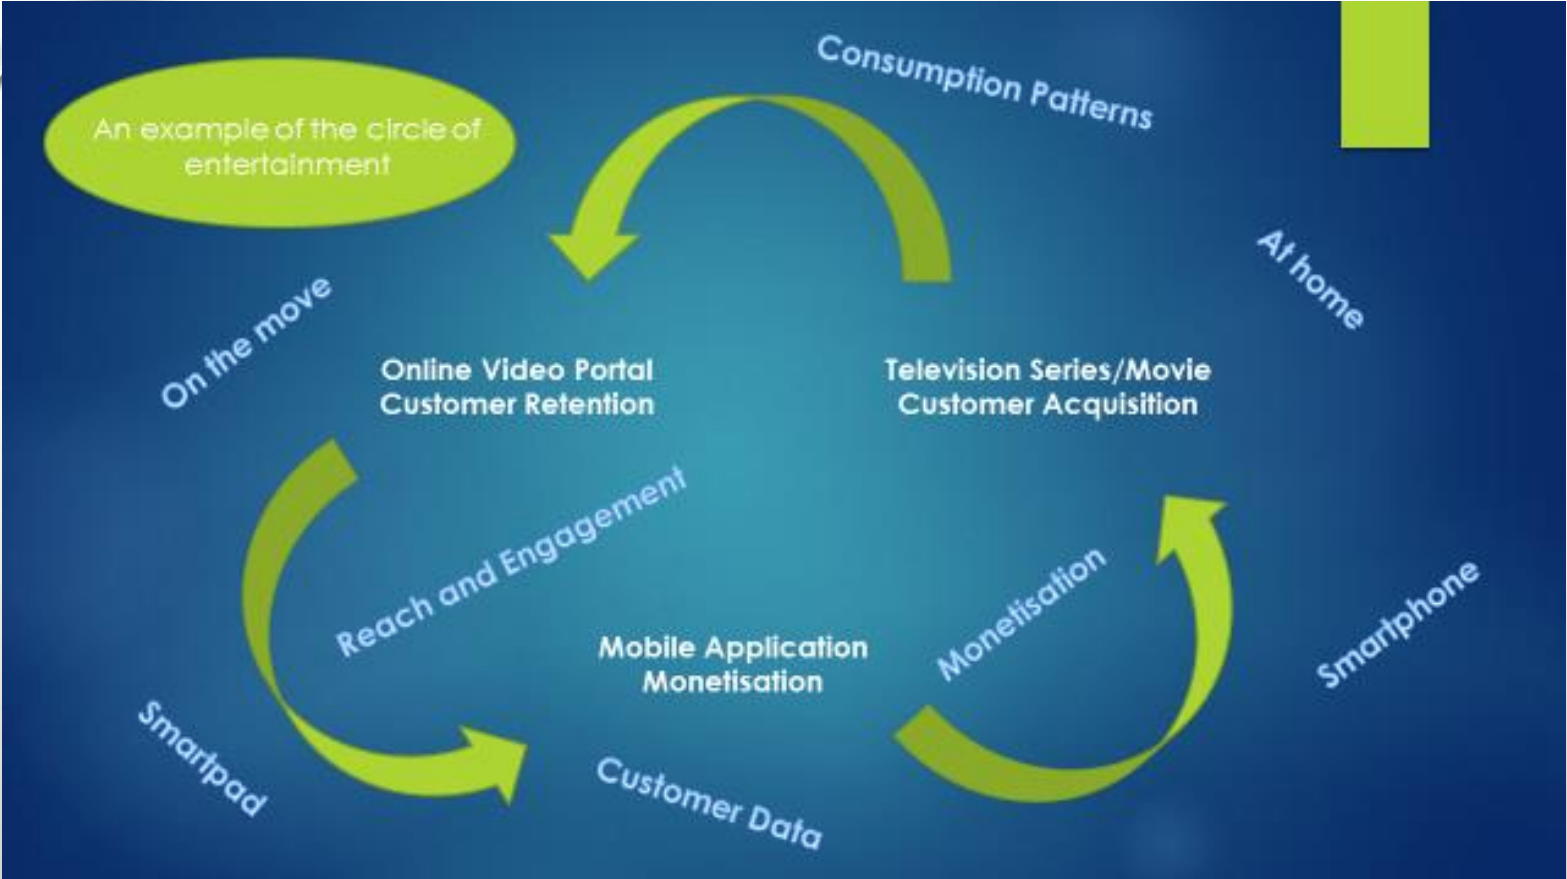 An example of the circle of
entertainment
Consumption Patterns
At home
On the move
Online Video Portal
Customer Retention
Television Series/Movie
Customer Acquisition
Reach and Engagement
Monetisation
Smartphone
Mobile Application
Monetisation
Smartpad
Customer Data